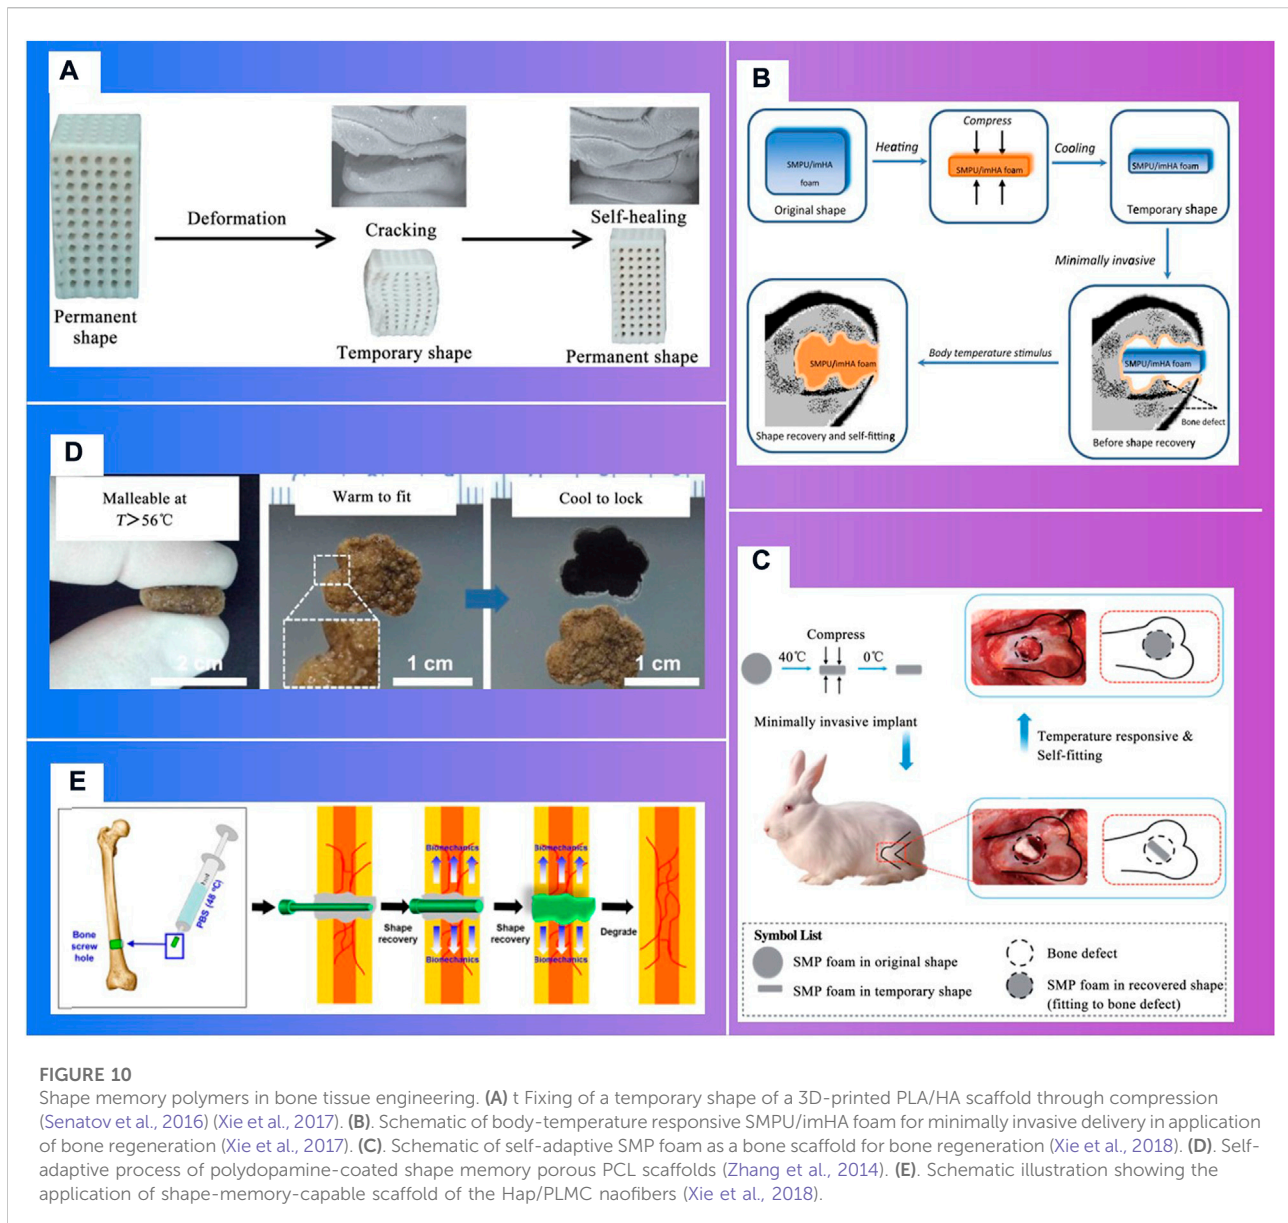 A
Deformation
Cracking
Self-healing
Permanent
shape
Temporary shape
Permanent shape
B
SMPU/imHA
foam
Original shape
Heating
Compress
SMPU/imHA foam
Cooling
SMPU/imHA foam
Temporary shape
Minimally invasive
SMPU/imHA foam
Shape recovery and self-fitting
Body temperature stimulus
SMPU/imHA foam
Bone defect
Before shape recovery
D
Malleable at
T＞56℃
2 cm
Warm to fit
1 cm
Cool to lock
1 cm
C
40℃
Compress
0℃
Minimally invasive implant
Temperature responsive &
Self-fitting
Symbol List
SMP foam in original shape
SMP foam in temporary shape
Bone defect
SMP foam in recovered shape
(fitting to bone defect)
E
Bone
screw
hole
PBS (48 °C)
Shape
recovery
Biomechanics
Biomechanics
Shape
recovery
Biomechanics
Biomechanics
Degrade
FIGURE 10
Shape memory polymers in bone tissue engineering. (A) t Fixing of a temporary shape of a 3D-printed PLA/HA scaffold through compression
(Senatov et al., 2016) (Xie et al., 2017). (B). Schematic of body-temperature responsive SMPU/imHA foam for minimally invasive delivery in application
of bone regeneration (Xie et al., 2017). (C). Schematic of self-adaptive SMP foam as a bone scaffold for bone regeneration (Xie et al., 2018). (D). Self-
adaptive process of polydopamine-coated shape memory porous PCL scaffolds (Zhang et al., 2014). (E). Schematic illustration showing the
application of shape-memory-capable scaffold of the Hap/PLMC naofibers (Xie et al., 2018).